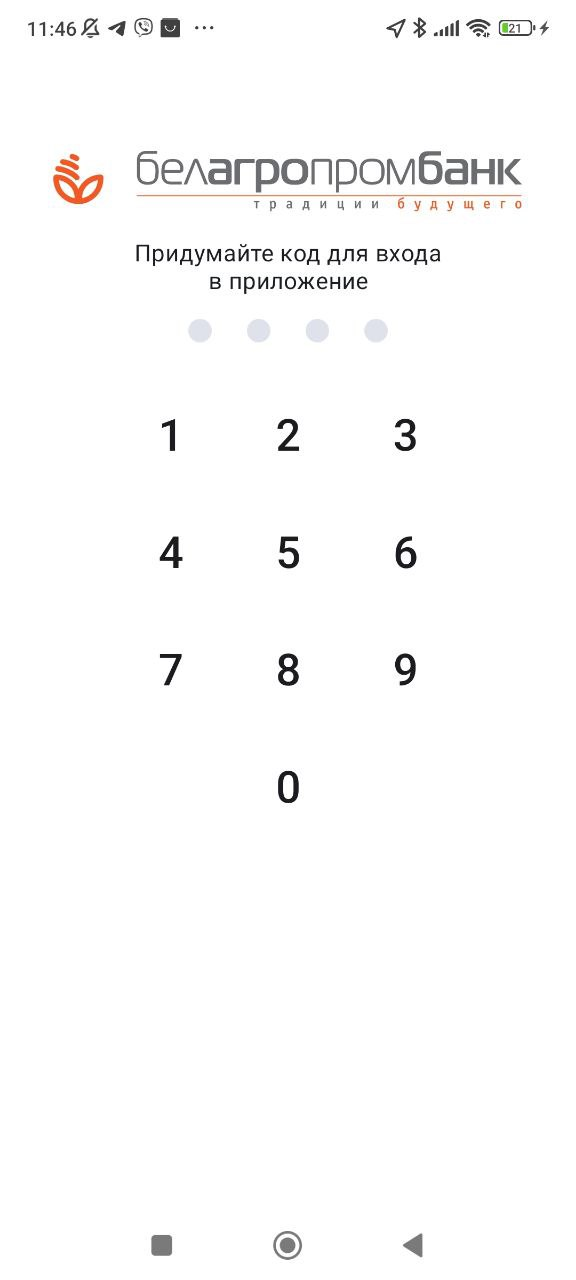 11:46
21
белагропромбанк
традиции будущего
Придумайте код для входа
в приложение
1 2 3
4 5 6
7 8 9
0